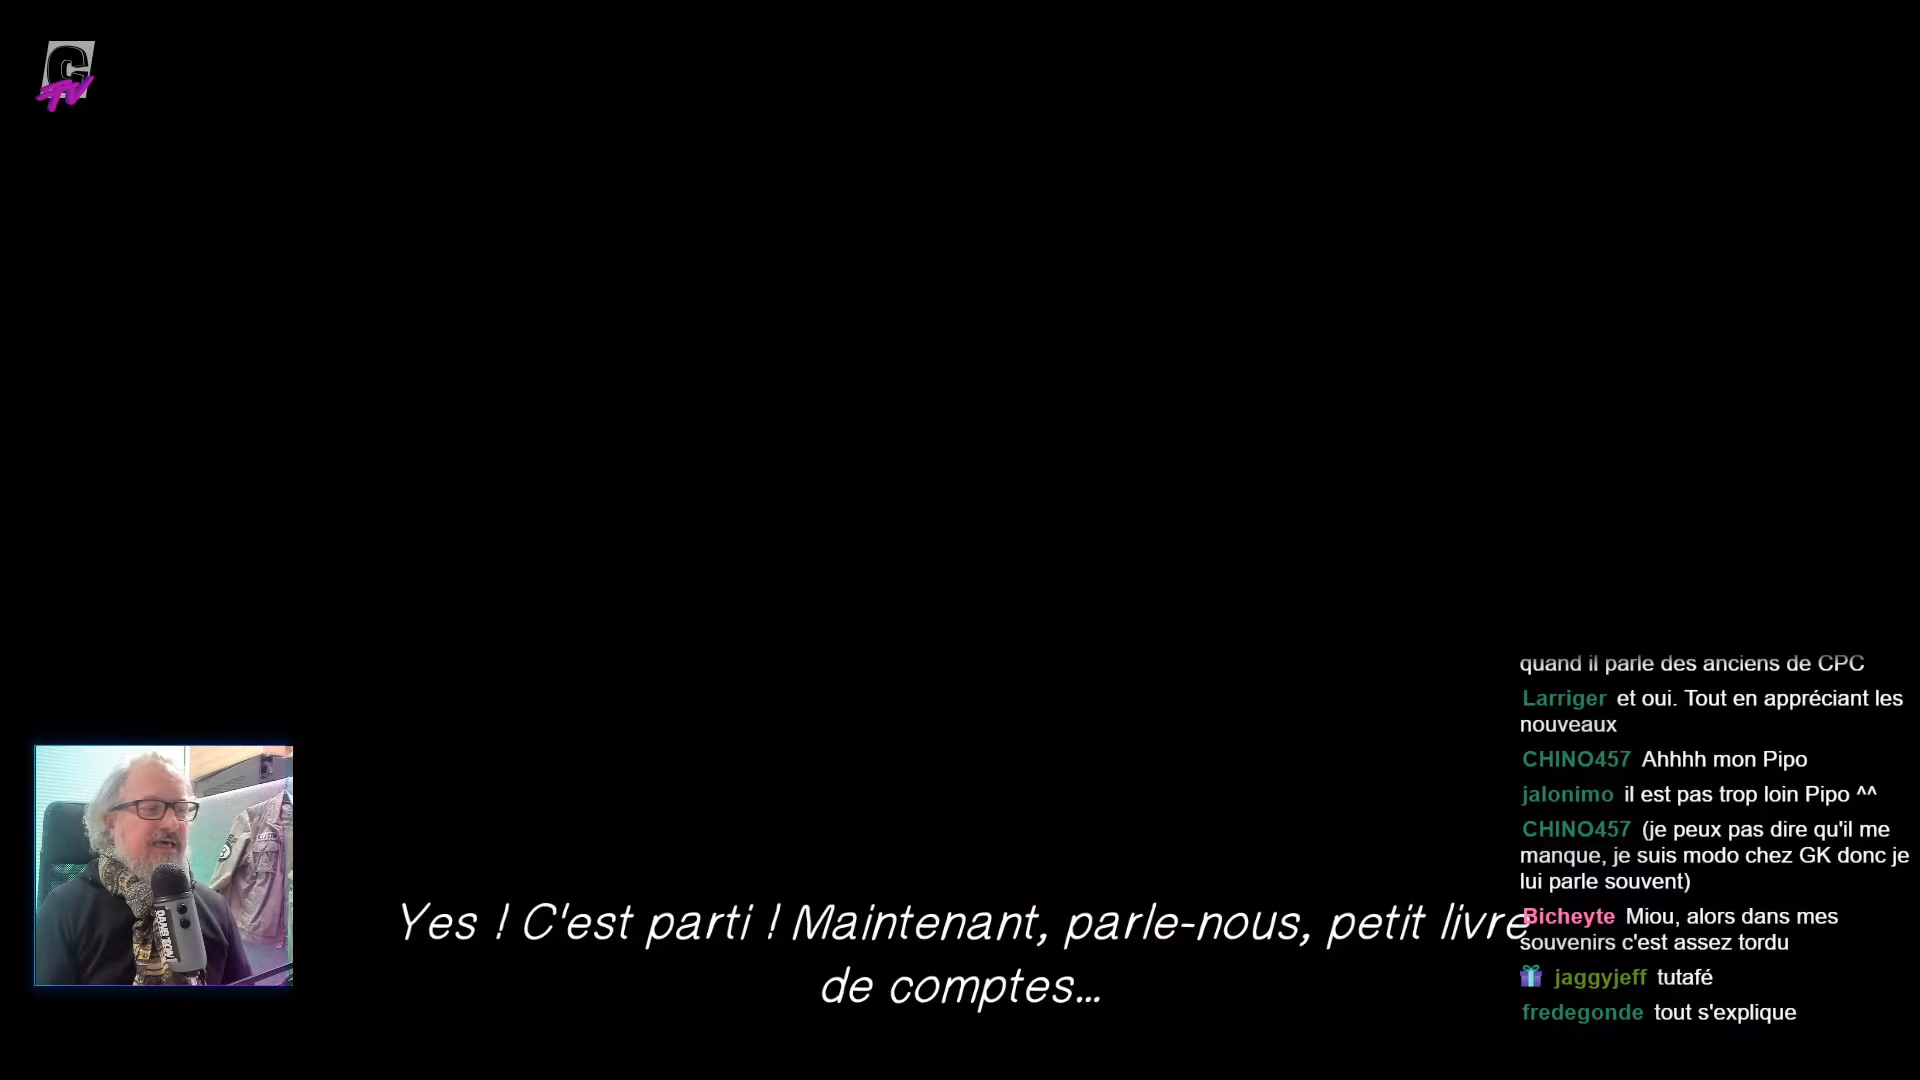 C
TV
quand il parle des anciens de CPC
Larriger et oui. Tout en appréciant les
nouveaux
CHINO457 Ahhhh mon Pipo
jalonimo il est pas trop loin Pipo ^^
CHINO457 (je peux pas dire qu'il me
manque, je suis modo chez GK donc je
lui parle souvent)
Bicheyte Miou, alors dans mes
souvenirs c'est assez tordu
jaggyjeff tutafé
fredegonde tout s'explique
Yes ! C'est parti ! Maintenant, parle-nous, petit livre
de comptes...